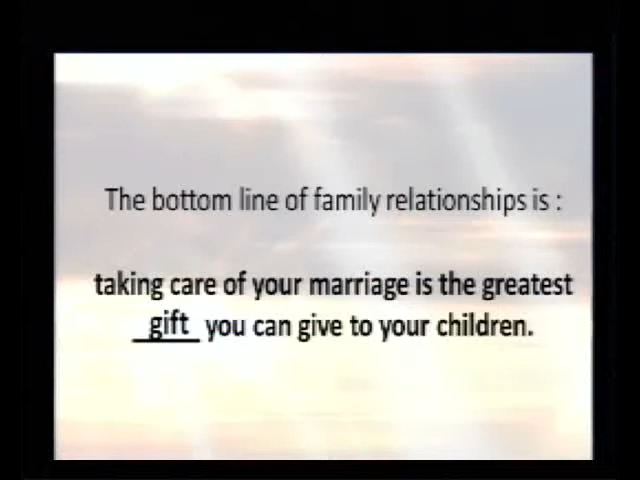 The bottom line of family relationships is :
taking care of your marriage is the greatest
gift you can give to your children.